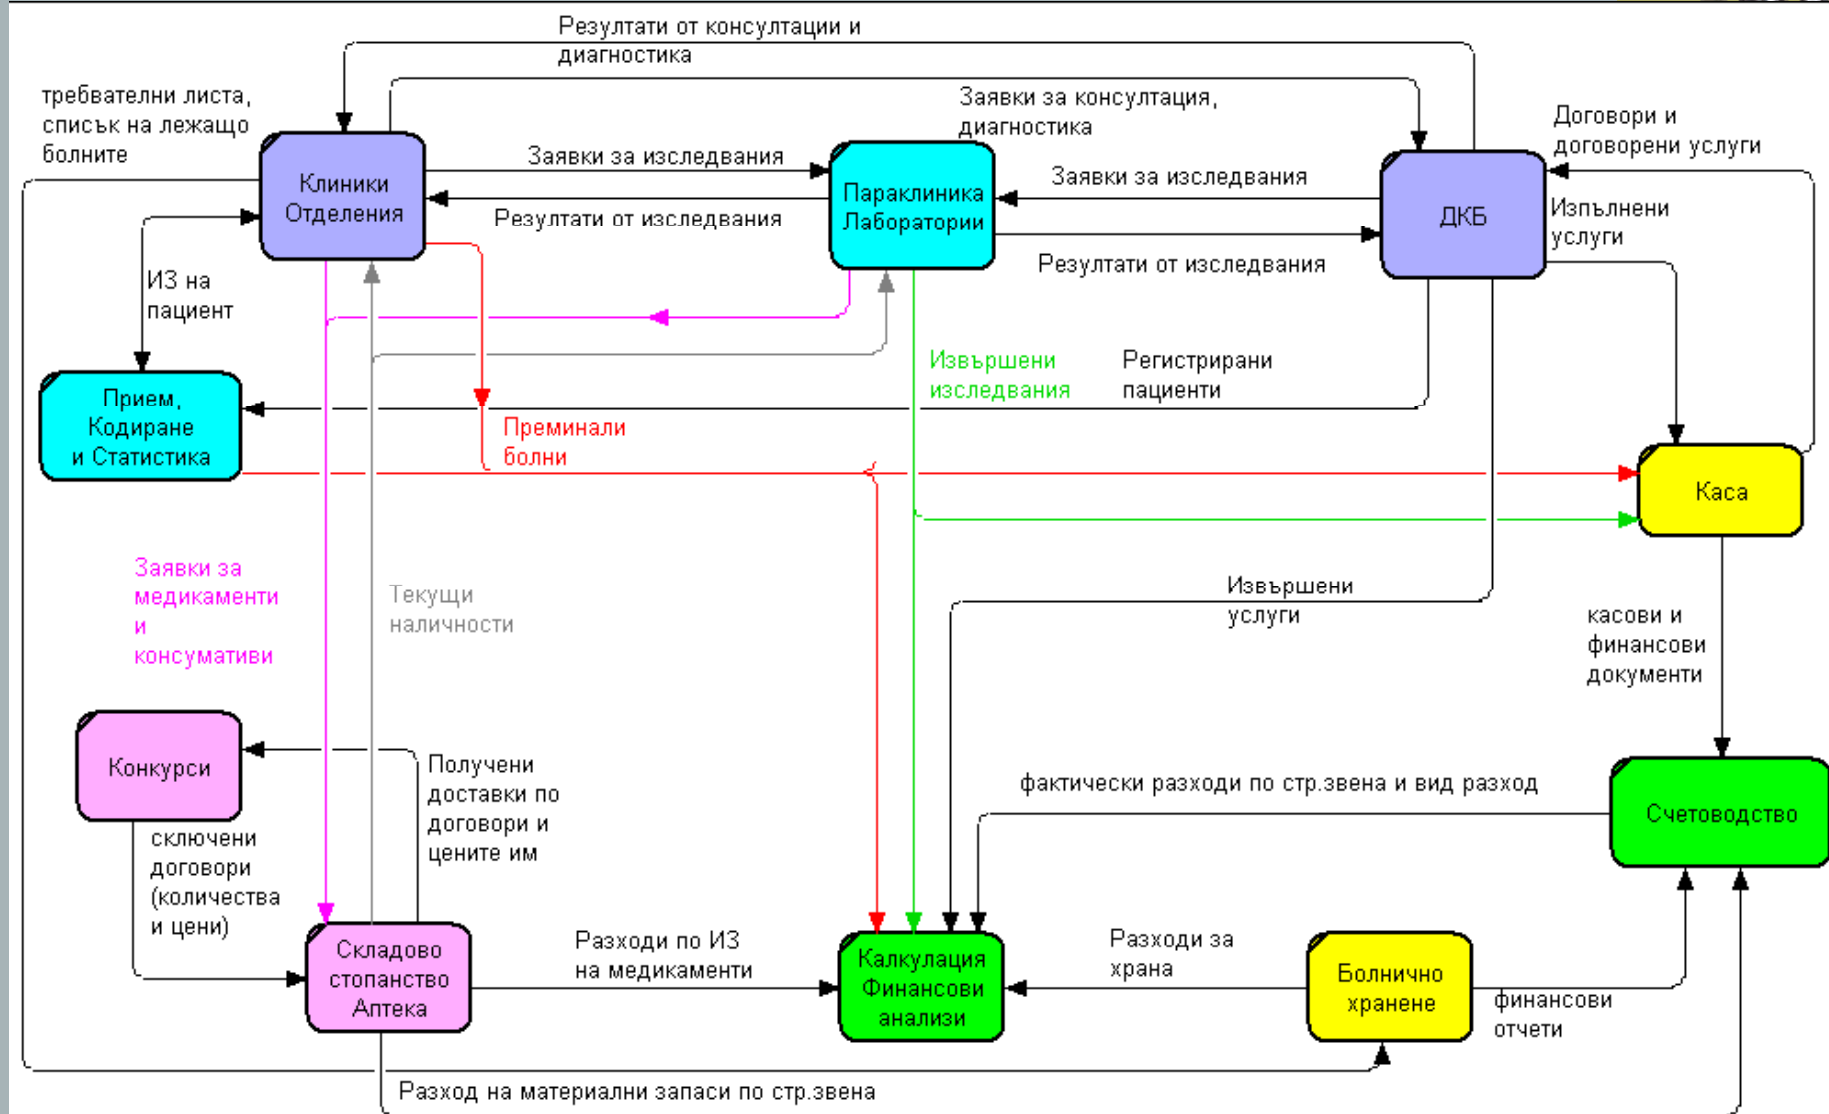 Резултати от консултации и
диагностика
требвателни листа,
списък на лежащо
болните
Заявки за консултация,
диагностика
Договори и
договорени услуги
Клиники
Отделения
Заявки за изследвания
Резултати от изследвания
Параклиника
Лаборатории
Заявки за изследвания
Резултати от изследвания
ДКБ
Изпълнени
услуги
ИЗ на
пациент
Извършени
изследвания
Регистрирани
пациенти
Прием,
Кодиране
и Статистика
Преминали
болни
Каса
Заявки за
медикаменти
и
консумативи
Текущи
наличности
Извършени
услуги
касови и
финансови
документи
Конкурси
Получени
доставки по
договори и
цените им
фактически разходи по стр.звена и вид разход
Счетоводство
сключени
договори
(количества
и цени)
Складово
стопанство
Аптека
Разходи по ИЗ
на медикаменти
Калкулация
Финансови
анализи
Разходи за
храна
Болнично
хранене
финансови
отчети
Разход на материални запаси по стр.звена